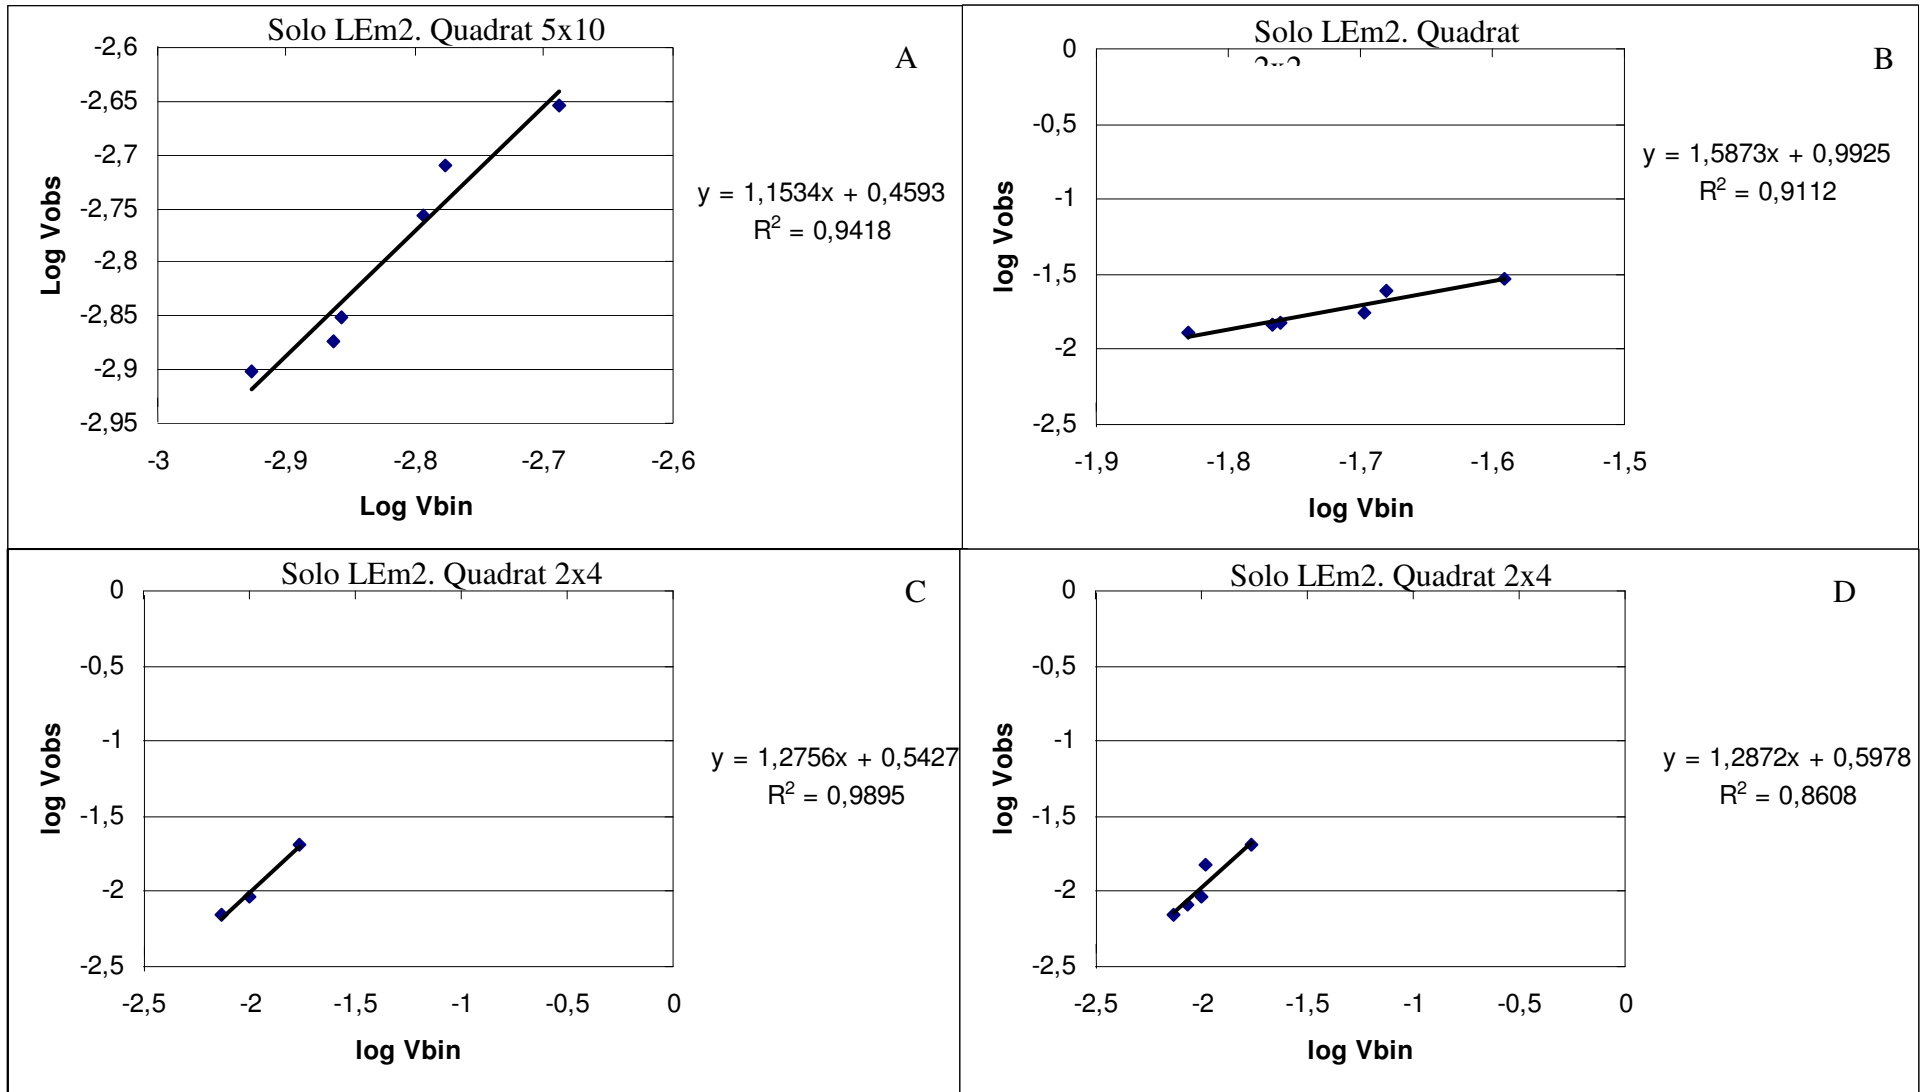 Solo LEm2. Quadrat 5x10
A
-2,6
-2,65
-2,7
-2,75
-2,8
-2,85
-2,9
-2,95
-3 -2,9 -2,8 -2,7 -2,6
Log Vobs
Log Vbin
y = 1,1534x + 0,4593
R² = 0,9418
Solo LEm2. Quadrat
B
0
-0,5
-1
-1,5
-2
-2,5
-1,9 -1,8 -1,7 -1,6 -1,5
log Vobs
log Vbin
y = 1,5873x + 0,9925
R² = 0,9112
Solo LEm2. Quadrat 2x4
C
0
-0,5
-1
-1,5
-2
-2,5
-2,5 -2 -1,5 -1 -0,5 0
log Vobs
log Vbin
y = 1,2756x + 0,5427
R² = 0,9895
Solo LEm2. Quadrat 2x4
D
0
-0,5
-1
-1,5
-2
-2,5
-2,5 -2 -1,5 -1 -0,5 0
log Vobs
log Vbin
y = 1,2872x + 0,5978
R² = 0,8608